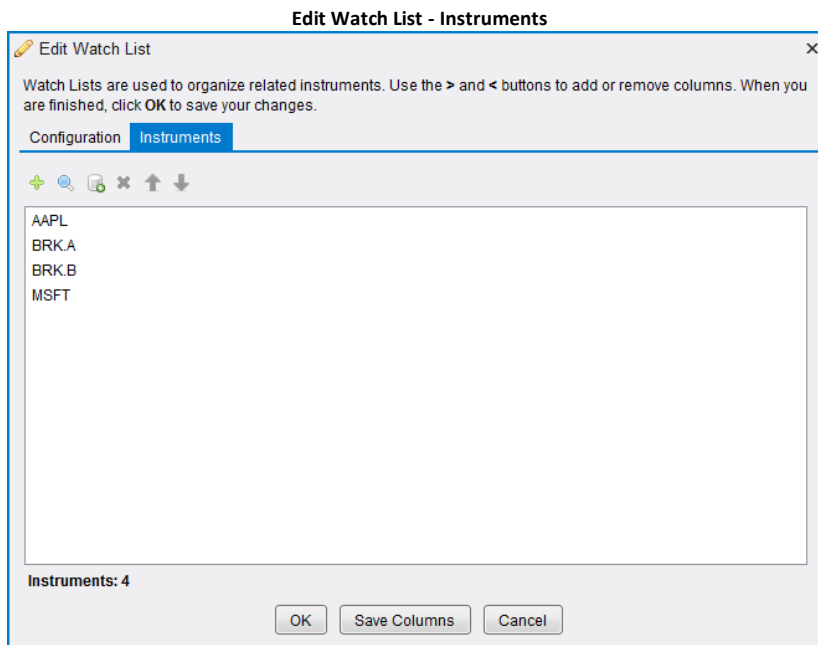 Edit Watch List - Instruments
Edit Watch List
Watch Lists are used to organize related instruments. Use the > and < buttons to add or remove columns. When you
are finished, click OK to save your changes.
Configuration Instruments
AAPL
BRK.A
BRK.B
MSFT
Instruments: 4
OK Save Columns Cancel